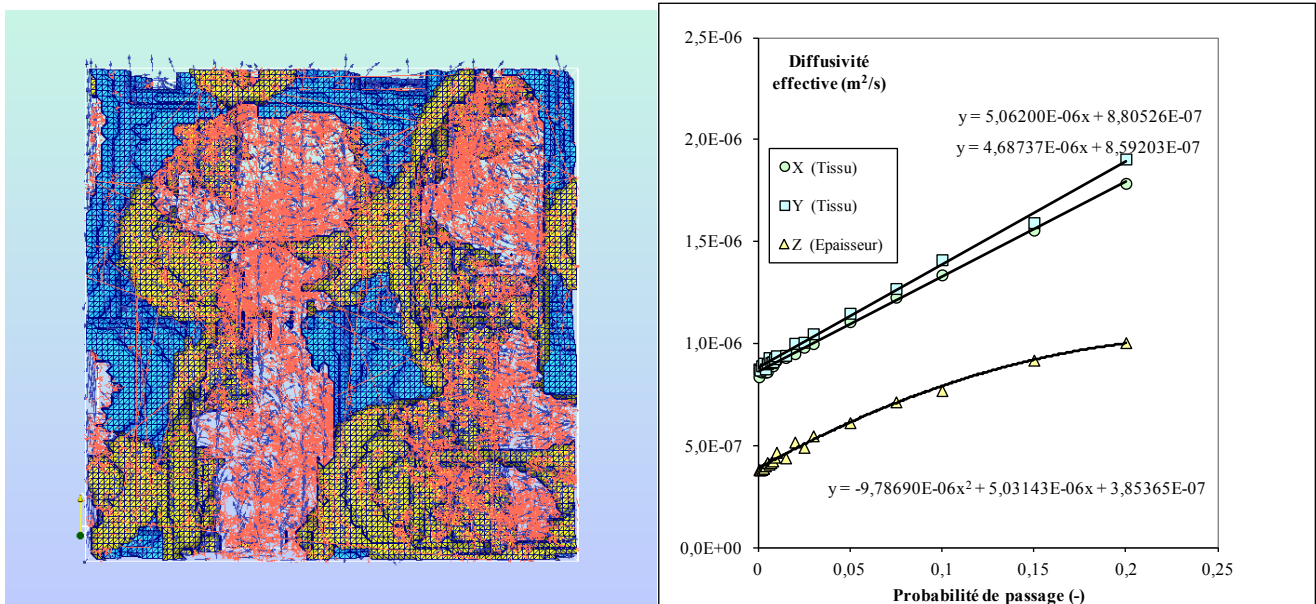 2,5E-06
Diffusivité
effective (m²/s)
y = 5,06200E-06x + 8,80526E-07
2,0E-06
y = 4,68737E-06x + 8,59203E-07
X (Tissu)
Y (Tissu)
1,5E-06
Z (Epaisseur)
1,0E-06
5,0E-07
y = -9,78690E-06x² + 5,03143E-06x + 3,85365E-07
0,0E+00
0 0,05 0,1 0,15 0,2 0,25
Probabilité de passage (-)